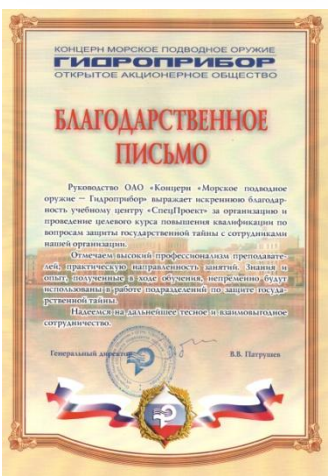 КОНЦЕРН МОРСКОЕ ПОДВОДНОЕ ОРУЖИЕ
ГИДРОПРИБОР
ОТКРЫТОЕ АКЦИОНЕРНОЕ ОБЩЕСТВО
БЛАГОДАРСТВЕННОЕ
ПИСЬМО
Руководство ОАО «Концерн «Морское подводное
оружие – Гидроприбор» выражает искреннюю благодар-
ность учебному центру «СпецПроект» за организацию и
проведение целевого курса повышения квалификации по
вопросам защиты государственной тайны с сотрудниками
нашей организации.
Отмечаем высокий профессионализм преподавате-
лей, практическую направленность занятий. Знания и
опыт, полученные в ходе обучения, непременно будут
использованы в работе подразделений по защите госуда-
рственной тайны.
Надеемся на дальнейшее тесное и взаимовыгодное
сотрудничество.
Генеральный директор
В.В. Патрушев